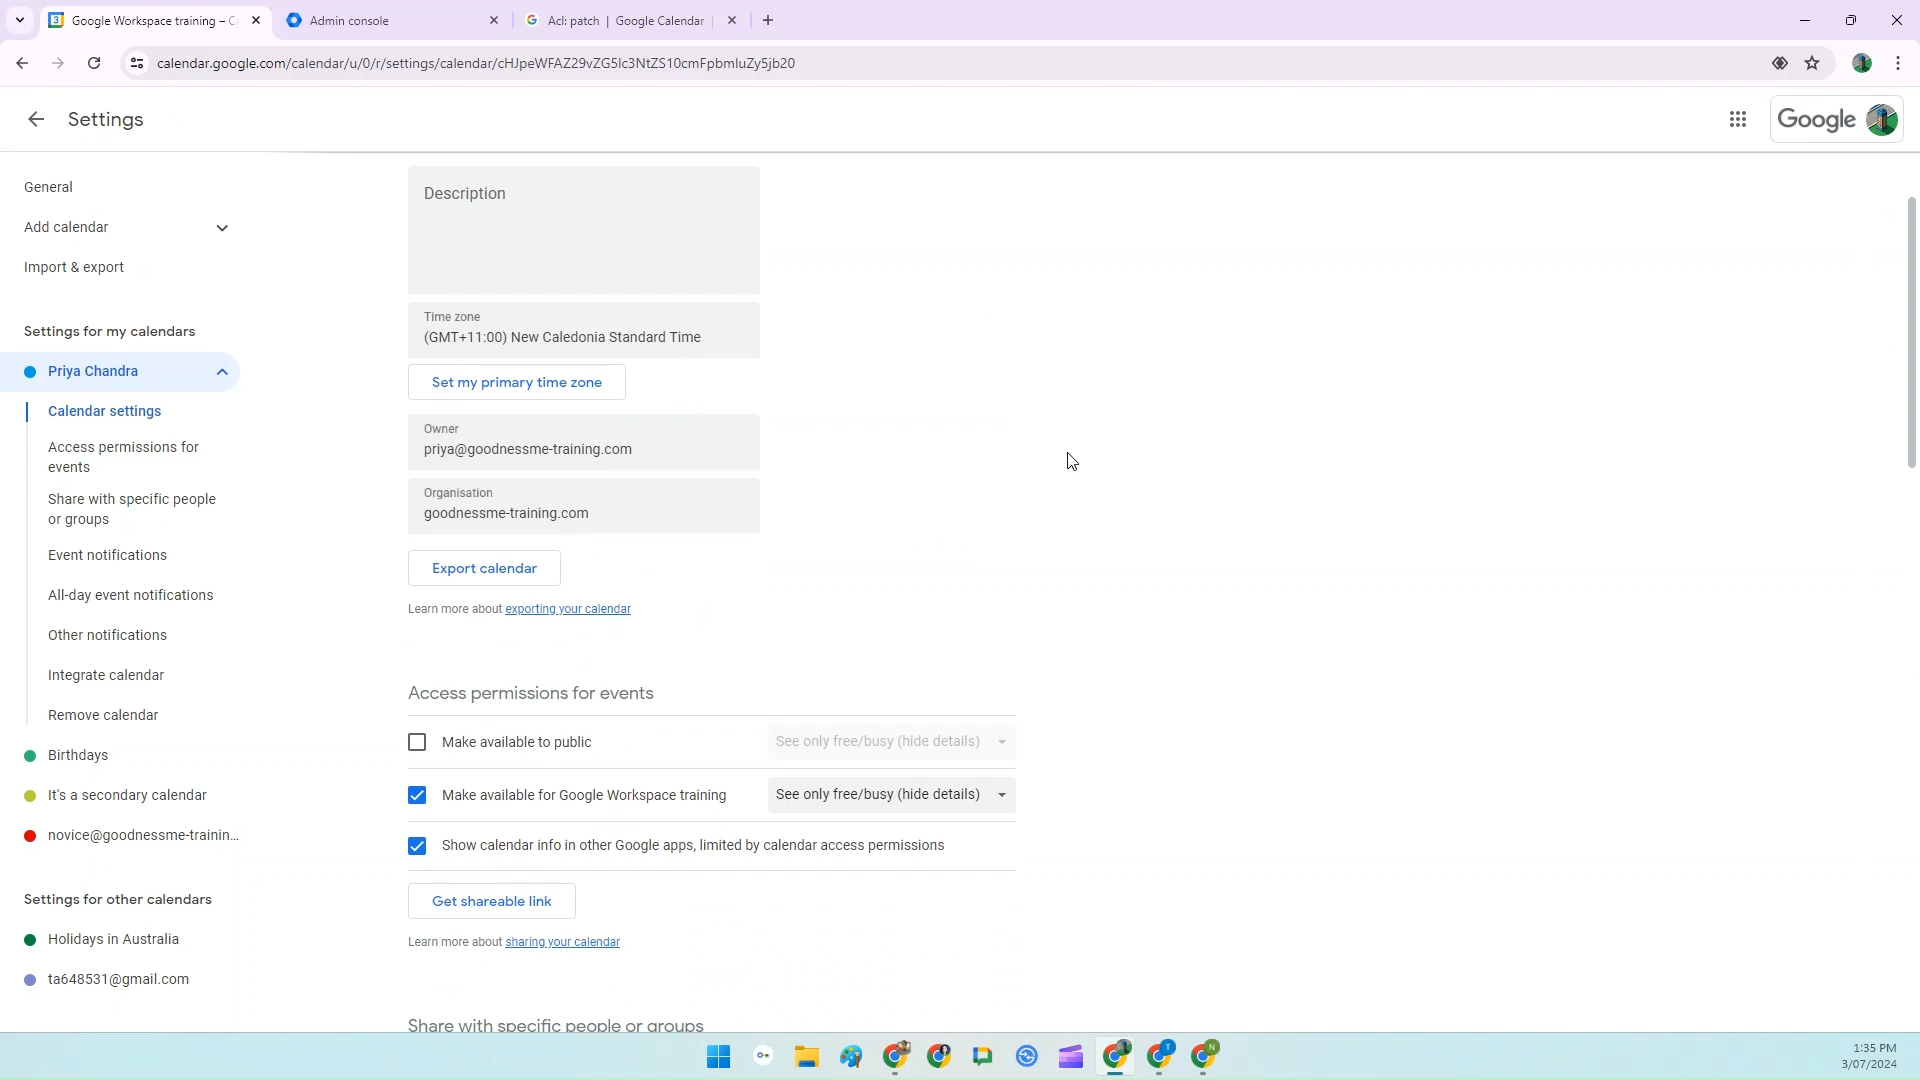 Google Workspace training – C
Admin console
Acl: patch | Google Calendar
calendar.google.com/calendar/u/0/r/settings/calendar/cHJpeWFAZ29vZG5lc3NtZS10cmFpbmluZy5jb20
Settings
Google
General
Add calendar
Import & export
Settings for my calendars
Priya Chandra
Calendar settings
Access permissions for
events
Share with specific people
or groups
Event notifications
All-day event notifications
Other notifications
Integrate calendar
Remove calendar
Birthdays
It's a secondary calendar
novice@goodnessme-trainin...
Settings for other calendars
Holidays in Australia
ta648531@gmail.com
Description
Time zone
(GMT+11:00) New Caledonia Standard Time
Set my primary time zone
Owner
priya@goodnessme-training.com
Organisation
goodnessme-training.com
Export calendar
Learn more about exporting your calendar
Access permissions for events
Make available to public See only free/busy (hide details)
Make available for Google Workspace training See only free/busy (hide details)
Show calendar info in other Google apps, limited by calendar access permissions
Get shareable link
Learn more about sharing your calendar
Share with specific people or groups
T
N
1:35 PM
3/07/2024